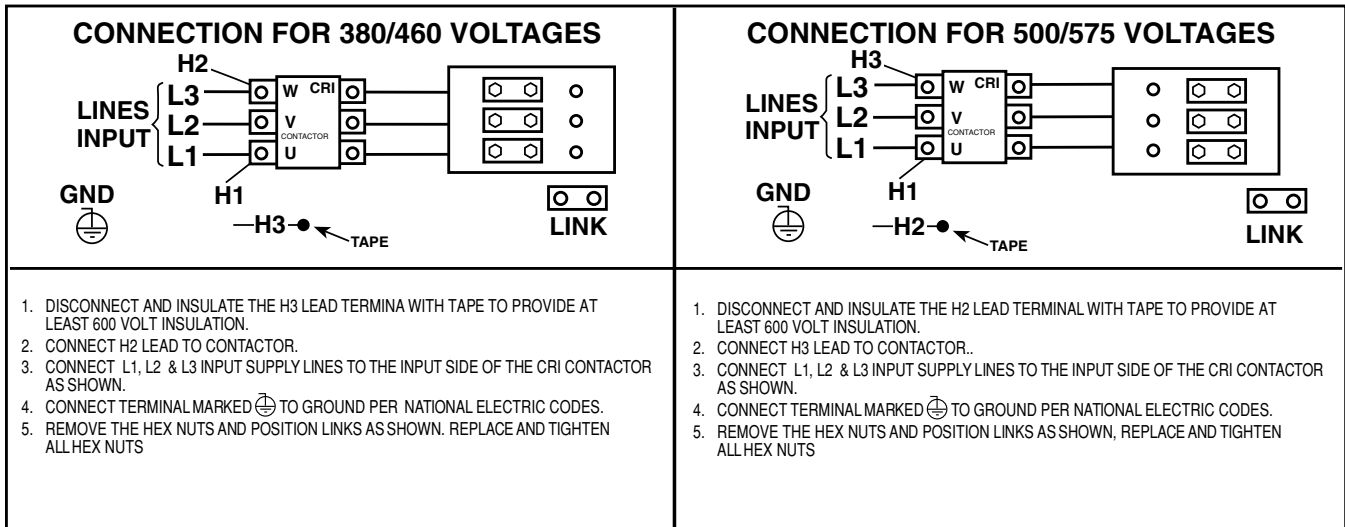 CONNECTION FOR 380/460 VOLTAGES
H2
L3
W CRI
LINES
INPUT
L2
V
CONTACTOR
L1
U
GND
H1
H3
TAPE
LINK
1. DISCONNECT AND INSULATE THE H3 LEAD TERMINA WITH TAPE TO PROVIDE AT
LEAST 600 VOLT INSULATION.
2. CONNECT H2 LEAD TO CONTACTOR.
3. CONNECT L1, L2 & L3 INPUT SUPPLY LINES TO THE INPUT SIDE OF THE CRI CONTACTOR
AS SHOWN.
4. CONNECT TERMINAL MARKED TO GROUND PER NATIONAL ELECTRIC CODES.
5. REMOVE THE HEX NUTS AND POSITION LINKS AS SHOWN. REPLACE AND TIGHTEN
ALL HEX NUTS
CONNECTION FOR 500/575 VOLTAGES
H3
L3
W CRI
LINES
INPUT
L2
V
CONTACTOR
L1
U
GND
H1
H2
TAPE
LINK
1. DISCONNECT AND INSULATE THE H2 LEAD TERMINAL WITH TAPE TO PROVIDE AT
LEAST 600 VOLT INSULATION.
2. CONNECT H3 LEAD TO CONTACTOR..
3. CONNECT L1, L2 & L3 INPUT SUPPLY LINES TO THE INPUT SIDE OF THE CRI CONTACTOR
AS SHOWN.
4. CONNECT TERMINAL MARKED TO GROUND PER NATIONAL ELECTRIC CODES.
5. REMOVE THE HEX NUTS AND POSITION LINKS AS SHOWN, REPLACE AND TIGHTEN
ALL HEX NUTS